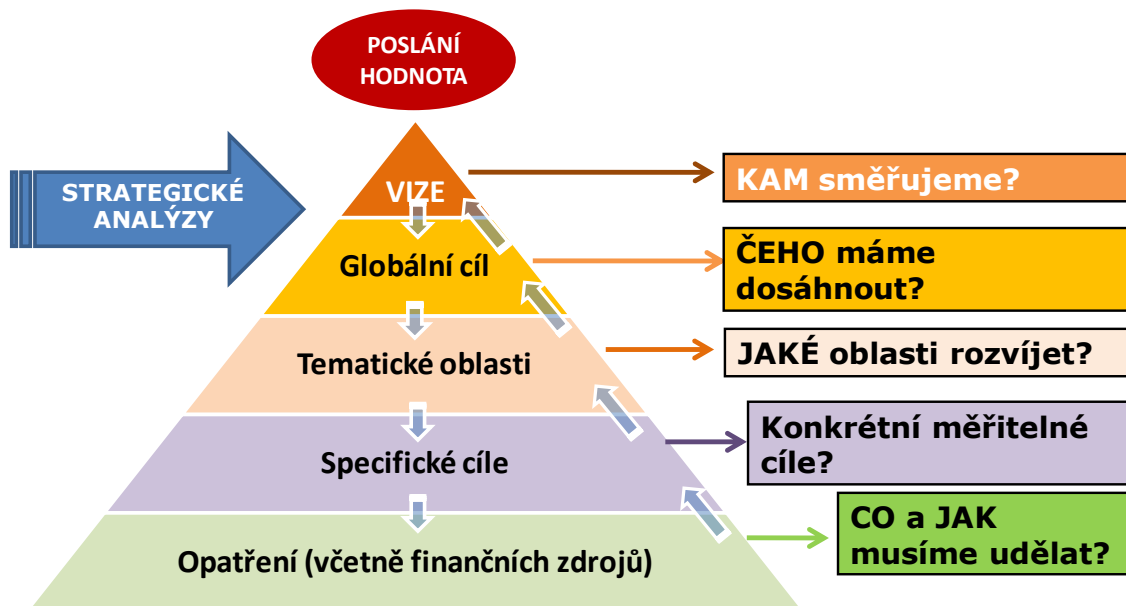 POSLÁNÍ
HODNOTA
STRATEGICKÉ
ANALÝZY
VIZE
KAM směřujeme?
Globální cíl
ČEHO máme
dosáhnout?
Tematické oblasti
JAKÉ oblasti rozvíjet?
Specifické cíle
Konkrétní měřitelné
cíle?
Opatření (včetně finančních zdrojů)
CO a JAK
musíme udělat?